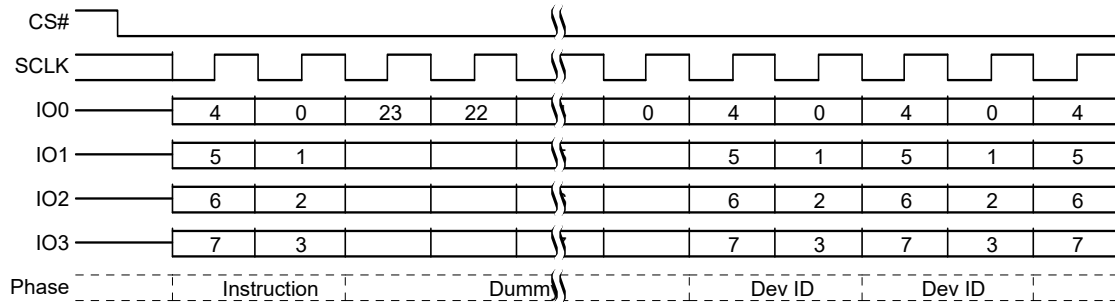 CS#
SCLK
IO0 4 0 23 22 0 4 0 4 0 4
IO1 5 1 5 1 5 1 5
IO2 6 2 6 2 6 2 6
IO3 7 3 7 3 7 3 7
Phase Instruction Dumm Dev ID Dev ID